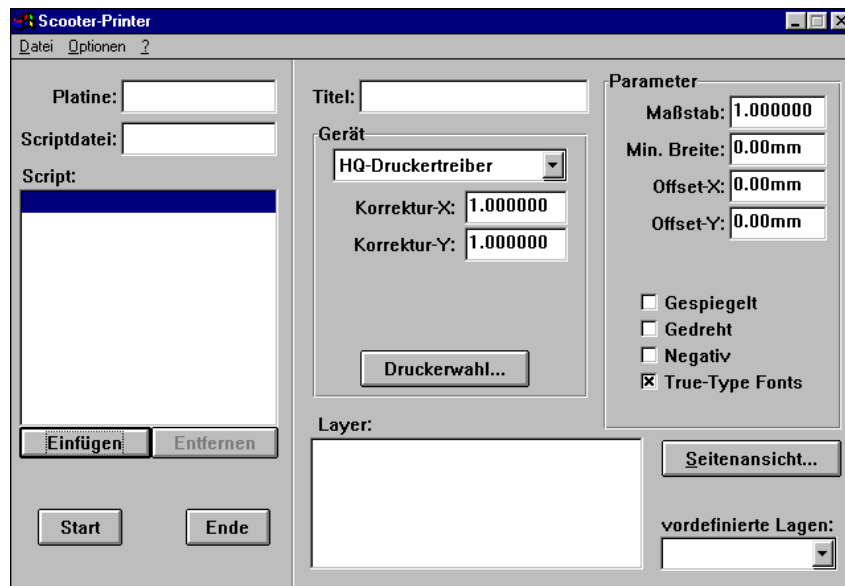 Scooter-Printer
Datei Optionen ?
Platine:
Scriptdatei:
Script:
Einfügen Entfernen
Start Ende
Titel:
Gerät
HQ-Druckertreiber
Korrektur-X: 1.000000
Korrektur-Y: 1.000000
Druckerwahl...
Layer:
Parameter
Maßstab: 1.000000
Min. Breite: 0.00mm
Offset-X: 0.00mm
Offset-Y: 0.00mm
Gespiegelt
Gedreht
Negativ
True-Type Fonts
Seitenansicht...
vordefinierte Lagen: